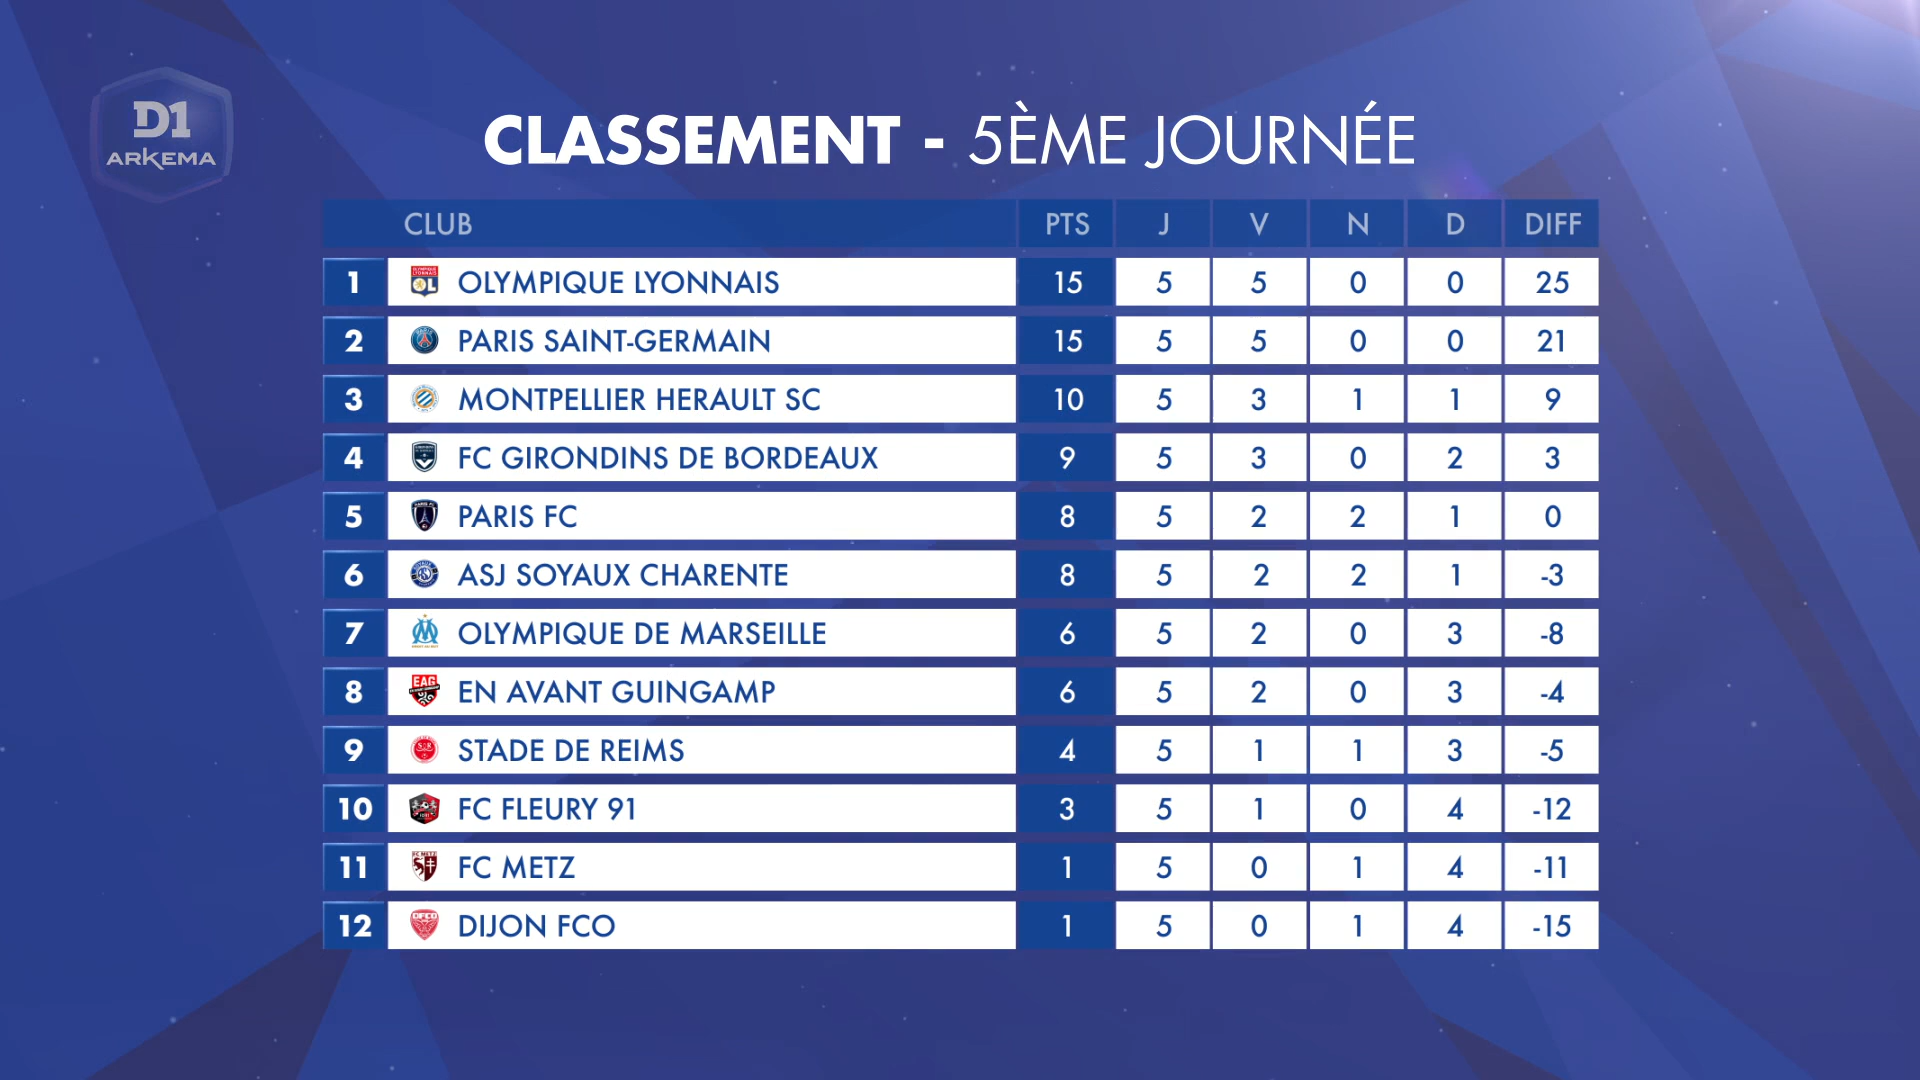 D1
ARKEMA
CLASSEMENT - 5ÈME JOURNÉE
CLUB PTS J V N D DIFF
1 OLYMPIQUE LYONNAIS 15 5 5 0 0 25
2 PARIS SAINT-GERMAIN 15 5 5 0 0 21
3 MONTPELLIER HERAULT SC 10 5 3 1 1 9
4 FC GIRONDINS DE BORDEAUX 9 5 3 0 2 3
5 PARIS FC 8 5 2 2 1 0
6 ASJ SOYAUX CHARENTE 8 5 2 2 1 -3
7 OLYMPIQUE DE MARSEILLE 6 5 2 0 3 -8
8 EAG EN AVANT GUINGAMP 6 5 2 0 3 -4
9 STADE DE REIMS 4 5 1 1 3 -5
10 FC FLEURY 91 3 5 1 0 4 -12
11 FC METZ 1 5 0 1 4 -11
12 DFCO DIJON FCO 1 5 0 1 4 -15